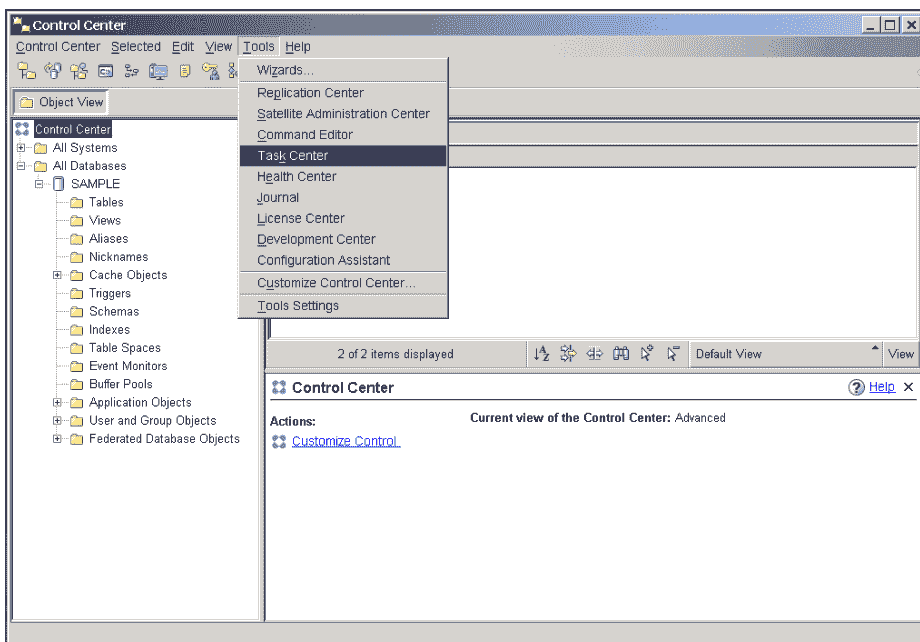 Control Center
Control Center Selected Edit View Tools Help
Wizards...
Replication Center
Satellite Administration Center
Command Editor
Task Center
Health Center
Journal
License Center
Development Center
Configuration Assistant
Customize Control Center...
Tools Settings
Object View
Control Center
All Systems
All Databases
SAMPLE
Tables
Views
Aliases
Nicknames
Cache Objects
Triggers
Schemas
Indexes
Table Spaces
Event Monitors
Buffer Pools
Application Objects
User and Group Objects
Federated Database Objects
2 of 2 items displayed
Default View
View
Control Center
Help
Actions:
Customize Control
Current view of the Control Center: Advanced